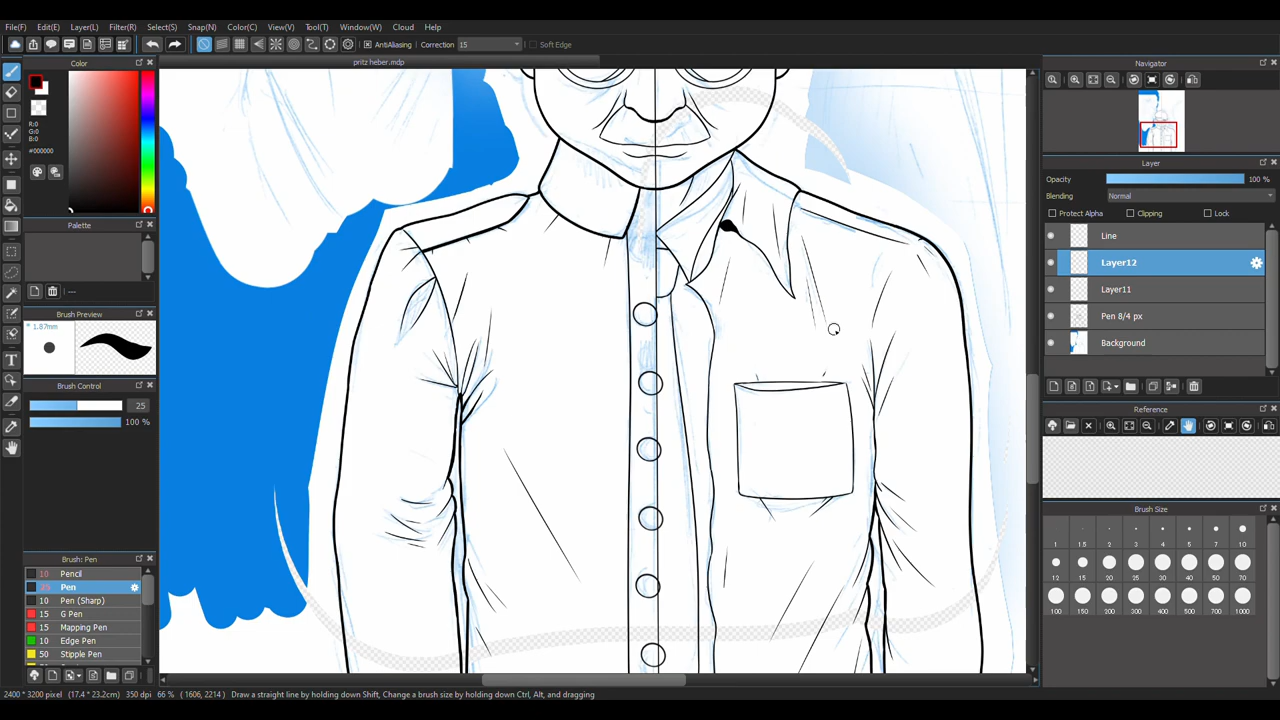 File(F) Edit(E) Layer(L) Filter(R) Select(S) Snap(N) Color(C) View(V) Tool(T) Window(W) Cloud Help
AntiAliasing Correction 15 Soft Edge
pritz heber.mdp
Color
R:0
G:0
B:0
#000000
Palette
---
Brush Preview
* 1.87mm
Brush Control
25
100 %
Brush: Pen
10 Pencil
25 Pen
10 Pen (Sharp)
15 G Pen
15 Mapping Pen
10 Edge Pen
50 Stipple Pen
Navigator
Layer
Opacity 100 %
Blending Normal
Protect Alpha Clipping Lock
Line
Layer12
Layer11
Pen 8/4 px
Background
Reference
Brush Size
1 1.5 2 3 4 5 7 10
12 15 20 25 30 40 50 70
100 150 200 300 400 500 700 1000
2400 * 3200 pixel (17.4 * 23.2cm) 350 dpi 66 % ( 1606, 2214 ) Draw a straight line by holding down Shift, Change a brush size by holding down Ctrl, Alt, and dragging